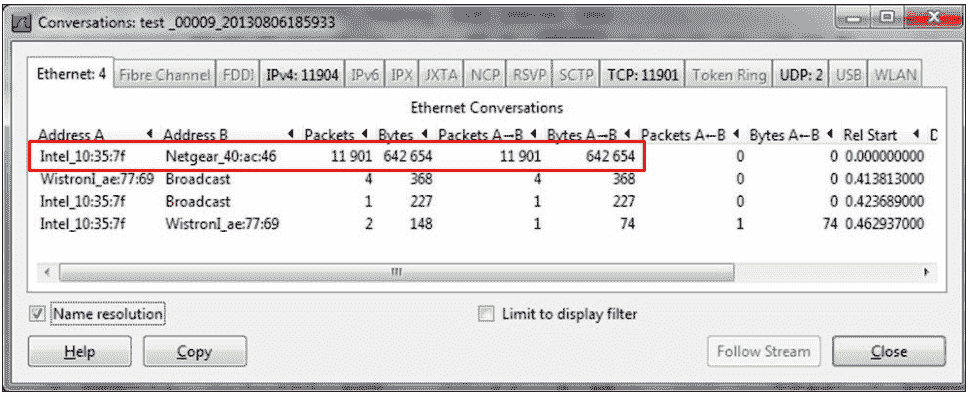 Conversations: test _00009_20130806185933
Ethernet: 4 Fibre Channel FDDI IPv4: 11904 IPv6 IPX JXTA NCP RSVP SCTP TCP: 11901 Token Ring UDP: 2 USB WLAN
Ethernet Conversations
Address A Address B Packets Bytes Packets A→B Bytes A→B Packets A←B Bytes A←B Rel Start D
Intel_10:35:7f Netgear_40:ac:46 11 901 642 654 11 901 642 654 0 0 0.000000000
WistronI_ae:77:69 Broadcast 4 368 4 368 0 0 0.413813000
Intel_10:35:7f Broadcast 1 227 1 227 0 0 0.423689000
Intel_10:35:7f WistronI_ae:77:69 2 148 1 74 1 74 0.462937000
Name resolution Limit to display filter
Help Copy Follow Stream Close